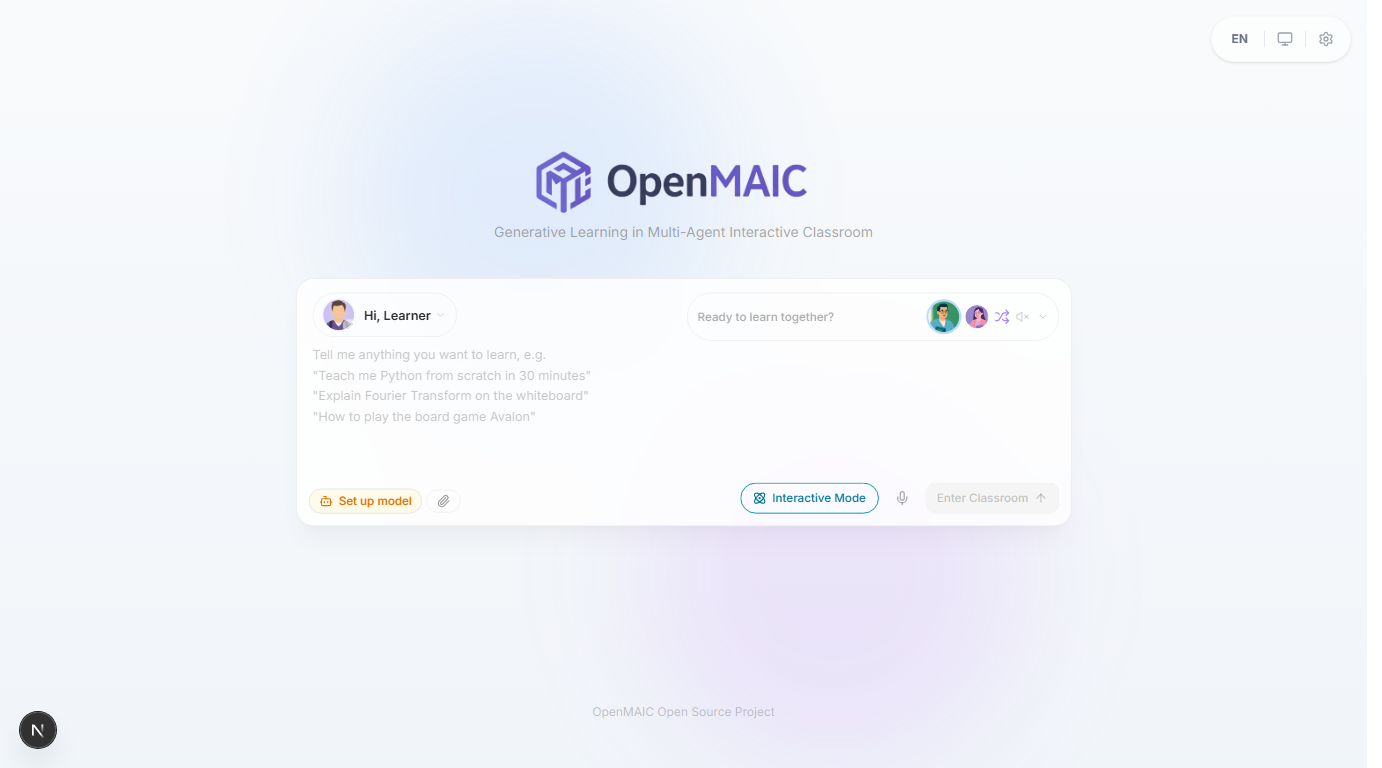 EN
OpenMAIC
Generative Learning in Multi-Agent Interactive Classroom
Hi, Learner
Ready to learn together?
Tell me anything you want to learn, e.g.
"Teach me Python from scratch in 30 minutes"
"Explain Fourier Transform on the whiteboard"
"How to play the board game Avalon"
Set up model
Interactive Mode
Enter Classroom
OpenMAIC Open Source Project
N